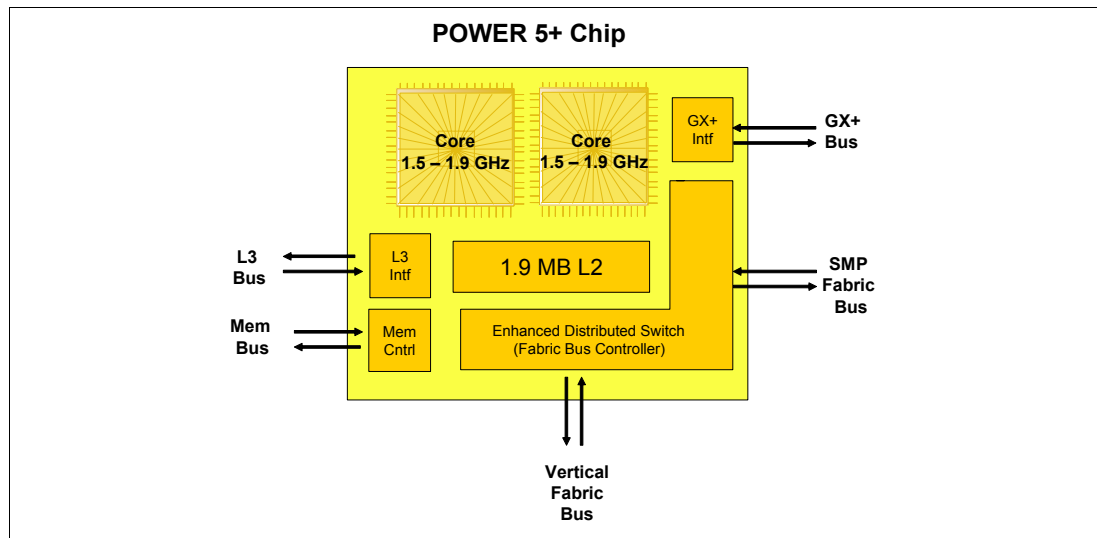 POWER 5+ Chip
Core
1.5 – 1.9 GHz
Core
1.5 – 1.9 GHz
GX+
Intf
GX+
Bus
L3
Bus
L3
Intf
1.9 MB L2
SMP
Fabric
Bus
Mem
Bus
Mem
Cntrl
Enhanced Distributed Switch
(Fabric Bus Controller)
Vertical
Fabric
Bus